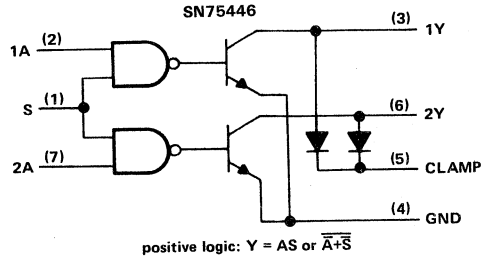 SN75446
1A (2)
(3) 1Y
S (1)
(6) 2Y
2A (7)
(5) CLAMP
(4) GND
positive logic: Y = AS or A̅+S̅̅